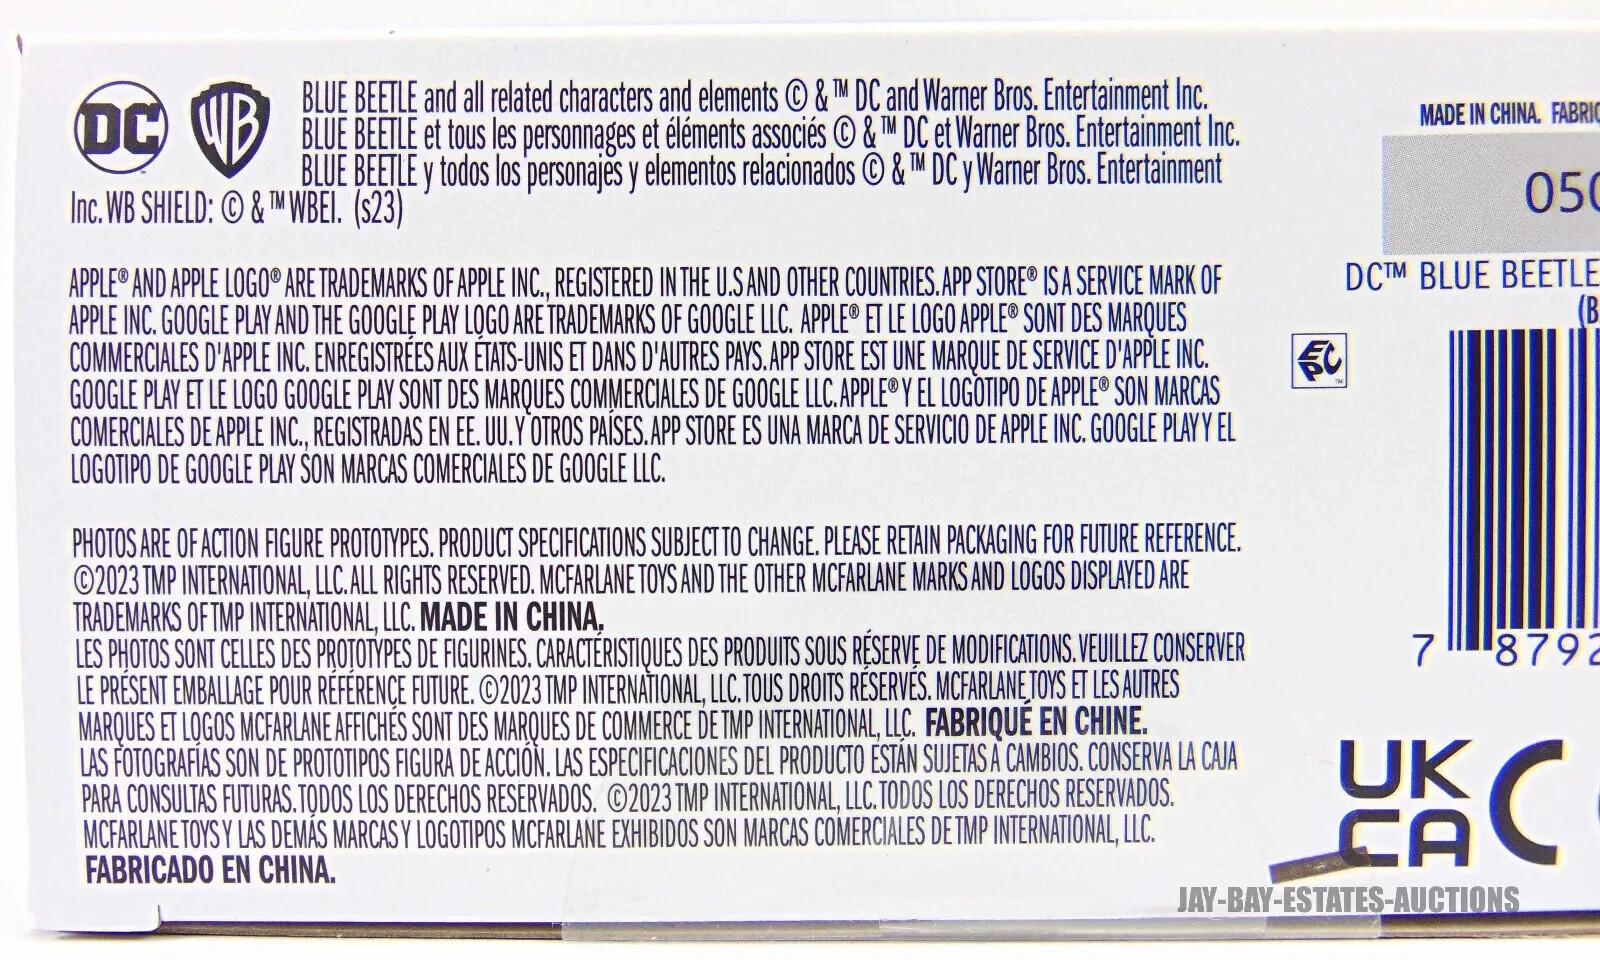 DC WB BLUE BEETLE and all related characters and elements © & ™ DC and Warner Bros. Entertainment Inc.
BLUE BEETLE et tous les personnages et éléments associés © & ™ DC et Warner Bros. Entertainment Inc.
BLUE BEETLE y todos los personajes y elementos relacionados © & ™ DC y Warner Bros. Entertainment
Inc. WB SHIELD: © & ™ WBEI. (s23)
APPLE® AND APPLE LOGO® ARE TRADEMARKS OF APPLE INC., REGISTERED IN THE U.S AND OTHER COUNTRIES. APP STORE® IS A SERVICE MARK OF
APPLE INC. GOOGLE PLAY AND THE GOOGLE PLAY LOGO ARE TRADEMARKS OF GOOGLE LLC. APPLE® ET LE LOGO APPLE® SONT DES MARQUES
COMMERCIALES D'APPLE INC. ENREGISTRÉES AUX ÉTATS-UNIS ET DANS D'AUTRES PAYS. APP STORE EST UNE MARQUE DE SERVICE D'APPLE INC.
GOOGLE PLAY ET LE LOGO GOOGLE PLAY SONT DES MARQUES COMMERCIALES DE GOOGLE LLC. APPLE® Y EL LOGOTIPO DE APPLE® SON MARCAS
COMERCIALES DE APPLE INC., REGISTRADAS EN EE. UU. Y OTROS PAÍSES. APP STORE ES UNA MARCA DE SERVICIO DE APPLE INC. GOOGLE PLAY Y EL
LOGOTIPO DE GOOGLE PLAY SON MARCAS COMERCIALES DE GOOGLE LLC.
PHOTOS ARE OF ACTION FIGURE PROTOTYPES. PRODUCT SPECIFICATIONS SUBJECT TO CHANGE. PLEASE RETAIN PACKAGING FOR FUTURE REFERENCE.
©2023 TMP INTERNATIONAL, LLC. ALL RIGHTS RESERVED. MCFARLANE TOYS AND THE OTHER MCFARLANE MARKS AND LOGOS DISPLAYED ARE
TRADEMARKS OF TMP INTERNATIONAL, LLC. MADE IN CHINA.
LES PHOTOS SONT CELLES DES PROTOTYPES DE FIGURINES. CARACTÉRISTIQUES DES PRODUITS SOUS RÉSERVE DE MODIFICATIONS. VEUILLEZ CONSERVER
LE PRÉSENT EMBALLAGE POUR RÉFÉRENCE FUTURE. ©2023 TMP INTERNATIONAL, LLC. TOUS DROITS RÉSERVÉS. MCFARLANE TOYS ET LES AUTRES
MARQUES ET LOGOS MCFARLANE AFFICHÉS SONT DES MARQUES DE COMMERCE DE TMP INTERNATIONAL, LLC. FABRIQUÉ EN CHINE.
LAS FOTOGRAFÍAS SON DE PROTOTIPOS FIGURA DE ACCIÓN. LAS ESPECIFICACIONES DEL PRODUCTO ESTÁN SUJETAS A CAMBIOS. CONSERVA LA CAJA
PARA CONSULTAS FUTURAS. TODOS LOS DERECHOS RESERVADOS. ©2023 TMP INTERNATIONAL, LLC. TODOS LOS DERECHOS RESERVADOS.
MCFARLANE TOYS Y LAS DEMÁS MARCAS Y LOGOTIPOS MCFARLANE EXHIBIDOS SON MARCAS COMERCIALES DE TMP INTERNATIONAL, LLC.
FABRICADO EN CHINA.
MADE IN CHINA. FABRIC
050
DC™ BLUE BEETLE
(B
EPC™
7 8792
UK
CA C
JAY-BAY-ESTATES-AUCTIONS